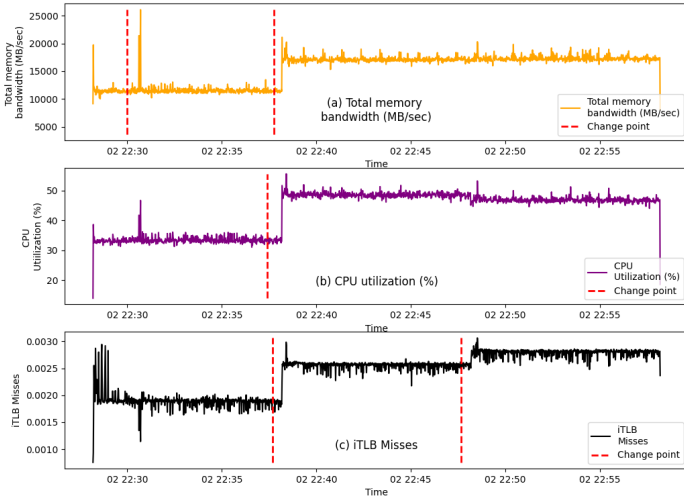 25000
20000
15000
10000
5000
Total memory
bandwidth (MB/sec)
(a) Total memory
bandwidth (MB/sec)
Total memory
bandwidth (MB/sec)
Change point
02 22:30
02 22:35
02 22:40
02 22:45
02 22:50
02 22:55
Time
50
40
30
CPU
Utiilization (%)
(b) CPU utilization (%)
CPU
Utilization (%)
Change point
02 22:30
02 22:35
02 22:40
02 22:45
02 22:50
02 22:55
Time
0.0030
0.0025
0.0020
0.0015
0.0010
iTLB Misses
(c) iTLB Misses
iTLB
Misses
Change point
02 22:30
02 22:35
02 22:40
02 22:45
02 22:50
02 22:55
Time